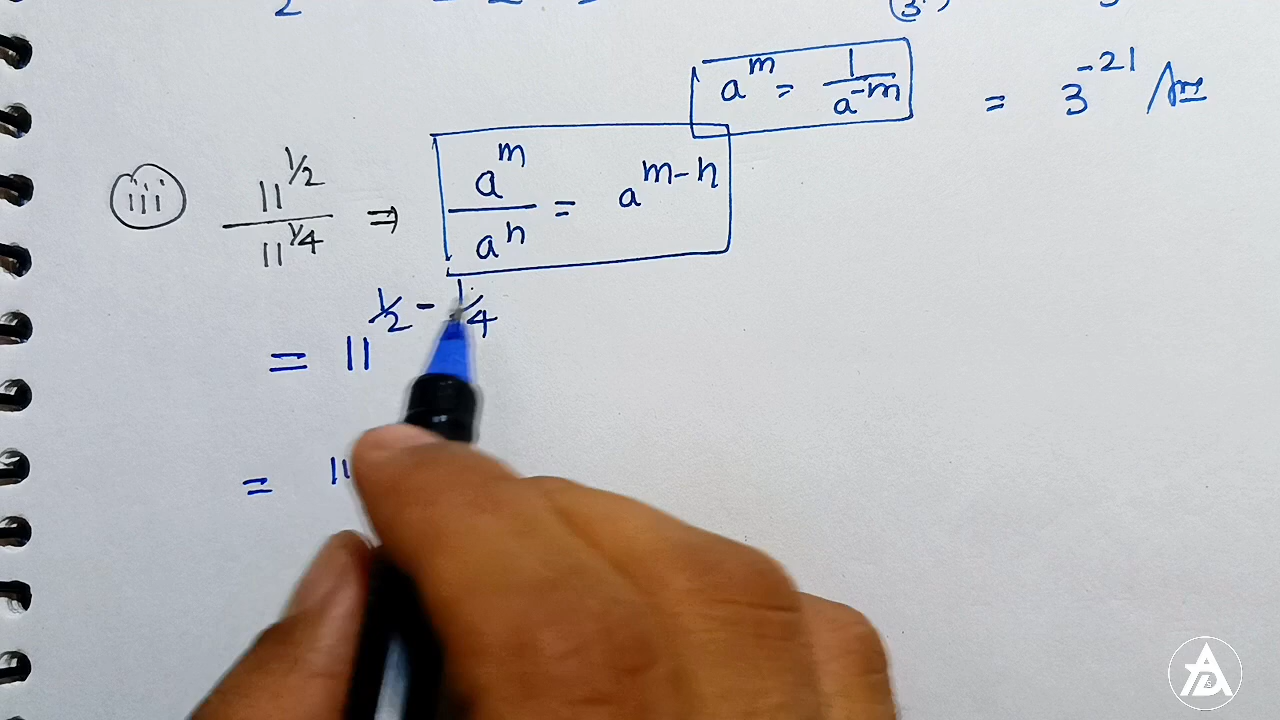 a^m = 1/a^-m = 3^-21 Ans
iii 11^1/2 / 11^1/4 ⇒ a^m / a^n = a^m-n
= 11^1/2 - 1/4
= 11